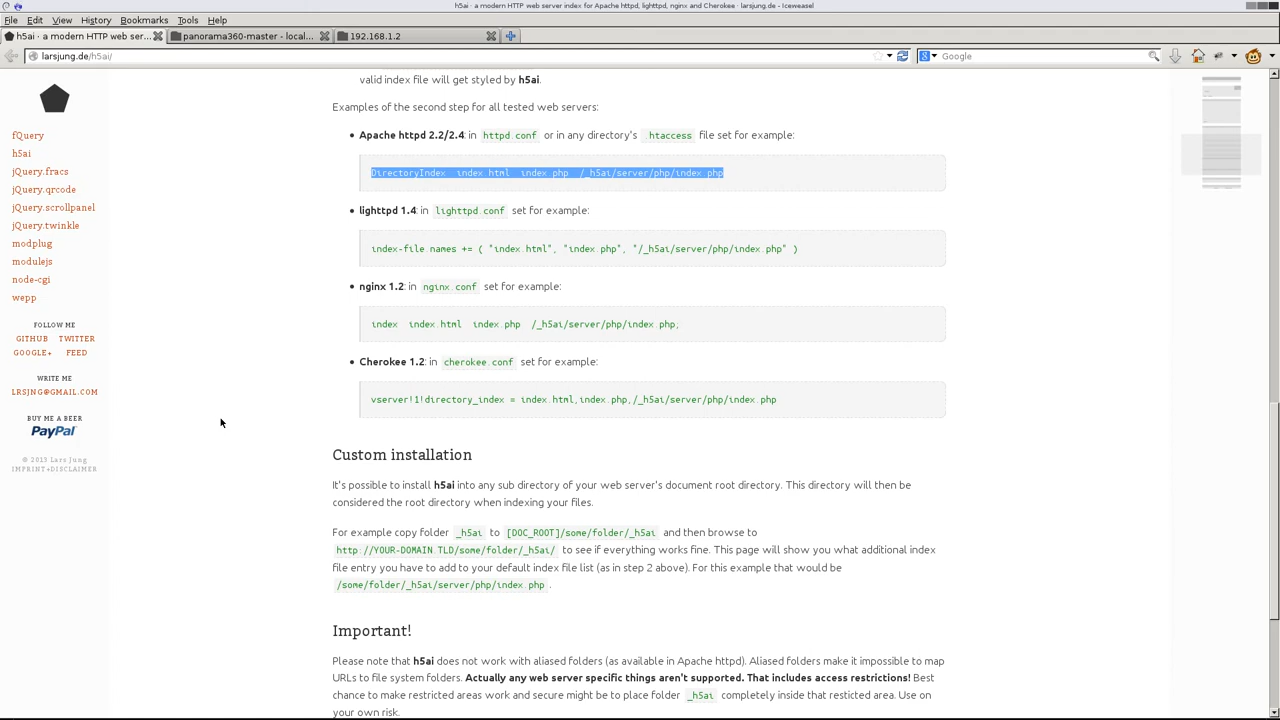 h5ai · a modern HTTP web server index for Apache httpd, lighttpd, nginx and Cherokee · larsjung.de - Iceweasel
File Edit View History Bookmarks Tools Help
h5ai · a modern HTTP web ser... panorama360-master - local... 192.168.1.2
larsjung.de/h5ai/ Google
fQuery
h5ai
jQuery.fracs
jQuery.qrcode
jQuery.scrollpanel
jQuery.twinkle
modplug
modulejs
node-cgi
wepp
FOLLOW ME
GITHUB TWITTER
GOOGLE+ FEED
WRITE ME
LRSJNG@GMAIL.COM
BUY ME A BEER
PayPal
© 2013 Lars Jung
IMPRINT+DISCLAIMER
valid index file will get styled by h5ai.
Examples of the second step for all tested web servers:
• Apache httpd 2.2/2.4: in httpd.conf or in any directory's .htaccess file set for example:
DirectoryIndex index.html index.php /_h5ai/server/php/index.php
• lighttpd 1.4: in lighttpd.conf set for example:
index-file.names += ( "index.html", "index.php", "/_h5ai/server/php/index.php" )
• nginx 1.2: in nginx.conf set for example:
index index.html index.php /_h5ai/server/php/index.php;
• Cherokee 1.2: in cherokee.conf set for example:
vserver!1!directory_index = index.html,index.php,/_h5ai/server/php/index.php
Custom installation
It's possible to install h5ai into any sub directory of your web server's document root directory. This directory will then be
considered the root directory when indexing your files.
For example copy folder _h5ai to [DOC_ROOT]/some/folder/_h5ai and then browse to
http://YOUR-DOMAIN.TLD/some/folder/_h5ai/ to see if everything works fine. This page will show you what additional index
file entry you have to add to your default index file list (as in step 2 above). For this example that would be
/some/folder/_h5ai/server/php/index.php .
Important!
Please note that h5ai does not work with aliased folders (as available in Apache httpd). Aliased folders make it impossible to map
URLs to file system folders. Actually any web server specific things aren't supported. That includes access restrictions! Best
chance to make restricted areas work and secure might be to place folder _h5ai completely inside that resticted area. Use on
your own risk.